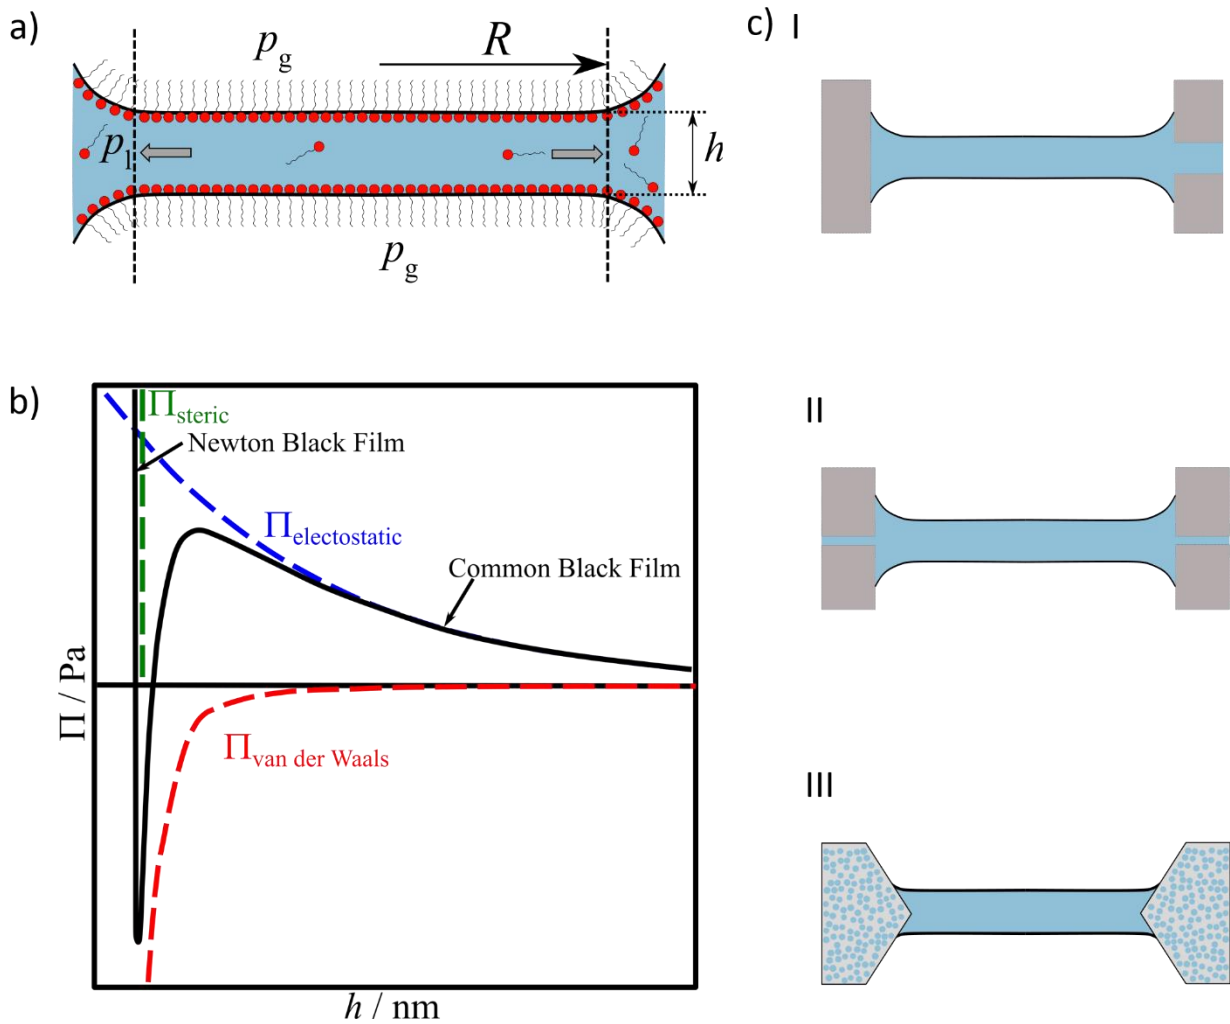 a)
p_g
R
p_l
h
p_g
b)
Π_steric
Newton Black Film
Π_electostatic
Common Black Film
Π_van der Waals
Π / Pa
h / nm
c) I
II
III